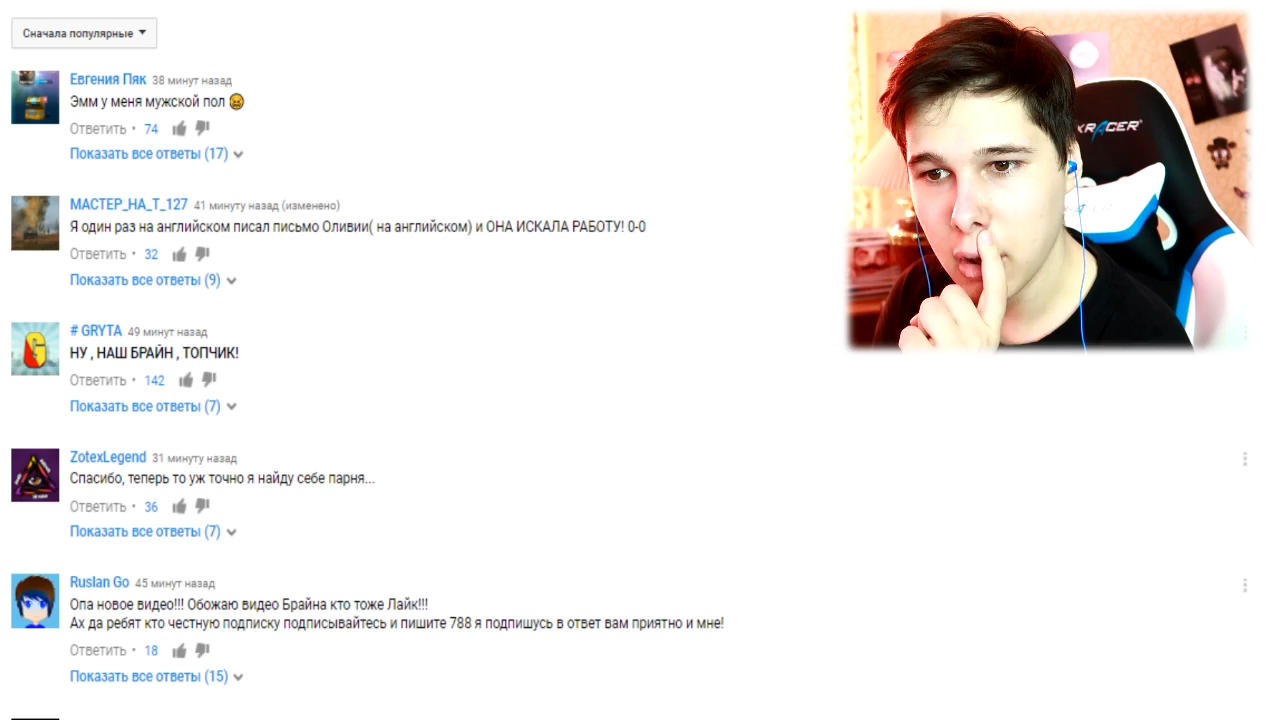 Сначала популярные
Евгения Пяк 38 минут назад
Эмм у меня мужской пол
Ответить • 74
Показать все ответы (17)
МАСТЕР_НА_Т_127 41 минуту назад (изменено)
Я один раз на английском писал письмо Оливии( на английском) и ОНА ИСКАЛА РАБОТУ! 0-0
Ответить • 32
Показать все ответы (9)
# GRYTA 49 минут назад
НУ , НАШ БРАЙН , ТОПЧИК!
Ответить • 142
Показать все ответы (7)
ZotexLegend 31 минуту назад
Спасибо, теперь то уж точно я найду себе парня...
Ответить • 36
Показать все ответы (7)
Ruslan Go 45 минут назад
Опа новое видео!!! Обожаю видео Брайна кто тоже Лайк!!!
Ах да ребят кто честную подписку подписывайтесь и пишите 788 я подпишусь в ответ вам приятно и мне!
Ответить • 18
Показать все ответы (15)
XRACER